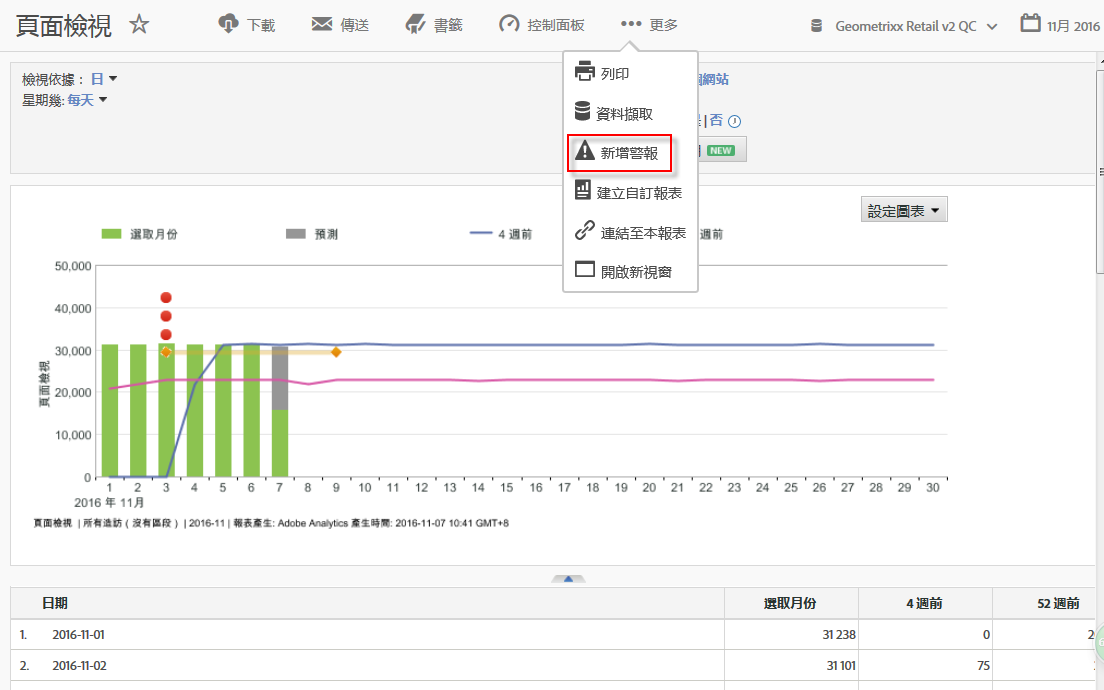 頁面檢視 下載 傳送 書籤 控制面板 更多 Geometrixx Retail v2 QC 11月 2016
檢視依據： 日
星期幾: 每天
網站
| 否
NEW
列印
資料擷取
新增警報
建立自訂報表
連結至本報表
開啟新視窗
設定圖表
選取月份 預測 4 週前 週前
50,000
40,000
30,000
20,000
10,000
0
頁面檢視
1 2 3 4 5 6 7 8 9 10 11 12 13 14 15 16 17 18 19 20 21 22 23 24 25 26 27 28 29 30
2016 年 11月
頁面檢視 | 所有造訪 ( 沒有區段 ) | 2016-11 | 報表產生: Adobe Analytics 產生時間: 2016-11-07 10:41 GMT+8
日期 選取月份 4 週前 52 週前
1. 2016-11-01 31 238 0 2
2. 2016-11-02 31 101 75